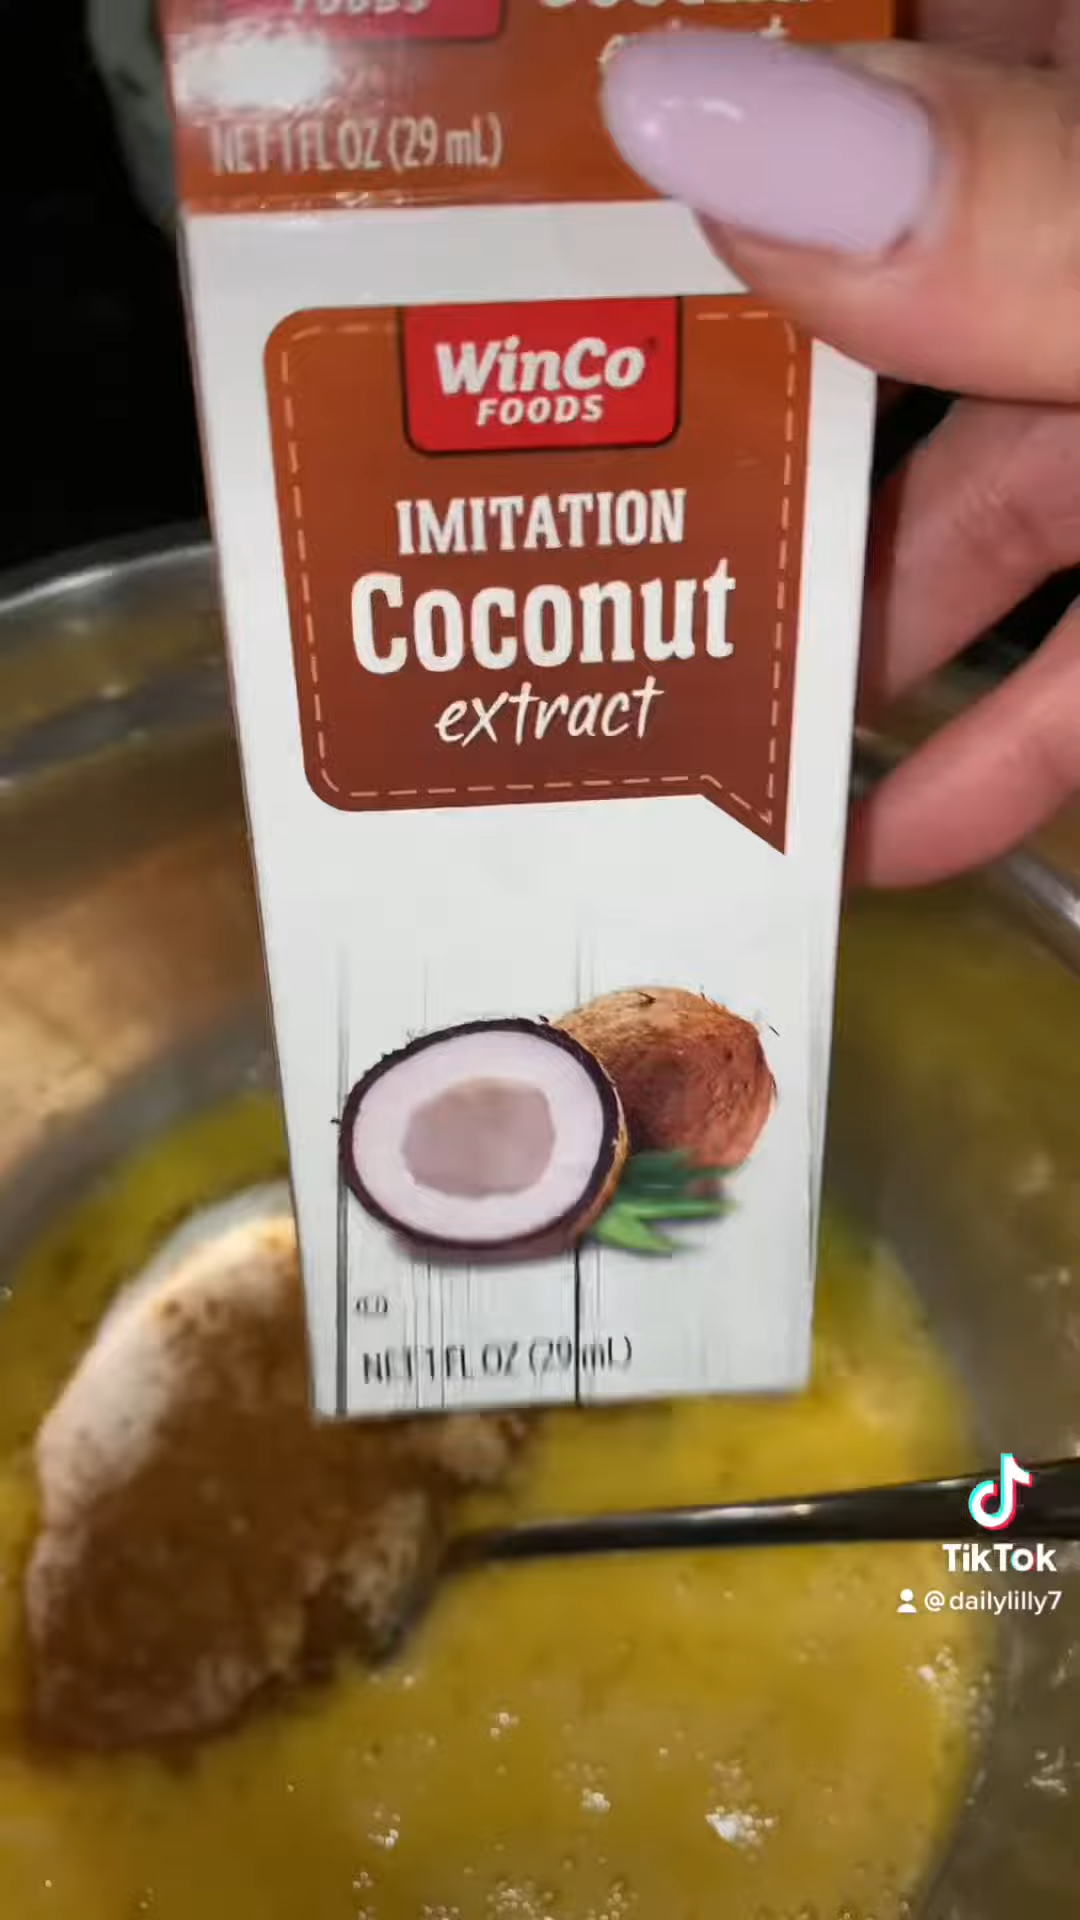 FOODS
NET 1 FL OZ (29 mL)
WinCo
FOODS
IMITATION
Coconut
extract
NET 1 FL OZ (29 mL)
TikTok
@dailylilly7